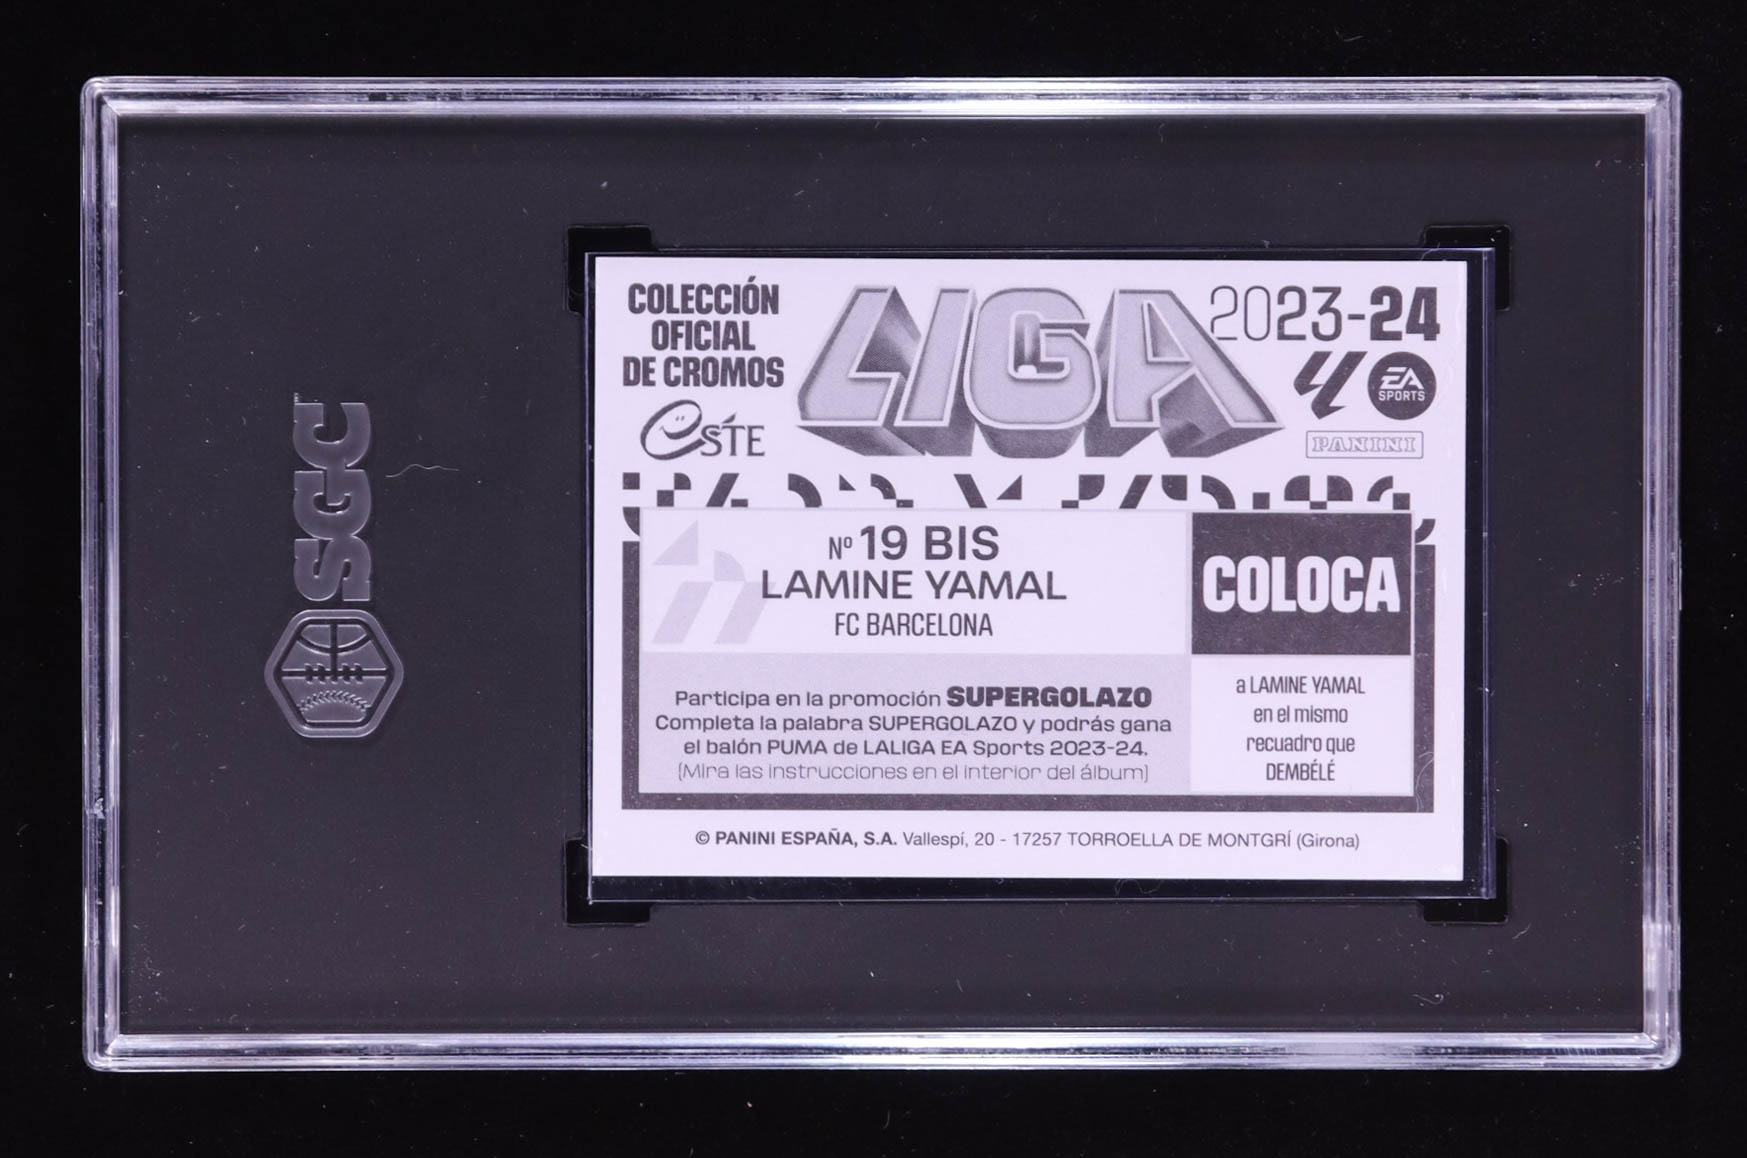 SGC
COLECCIÓN
OFICIAL
DE CROMOS
eSTE
LIGA
2023-24
EA
SPORTS
PANINI
Nº 19 BIS
LAMINE YAMAL
FC BARCELONA
COLOCA
a LAMINE YAMAL
en el mismo
recuadro que
DEMBÉLÉ
Participa en la promoción SUPERGOLAZO
Completa la palabra SUPERGOLAZO y podrás gana
el balón PUMA de LALIGA EA Sports 2023-24.
(Mira las instrucciones en el interior del álbum)
© PANINI ESPAÑA, S.A. Vallespí, 20 - 17257 TORROELLA DE MONTGRÍ (Girona)